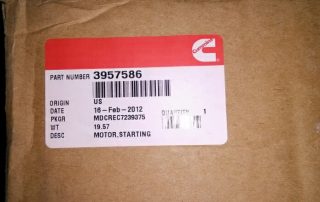 Cummins
PART NUMBER 3957586
ORIGIN US
DATE 16-Feb-2012 QUANTITY 1
PKGR MDCREC7239375
WT 19.57
DESC MOTOR,STARTING